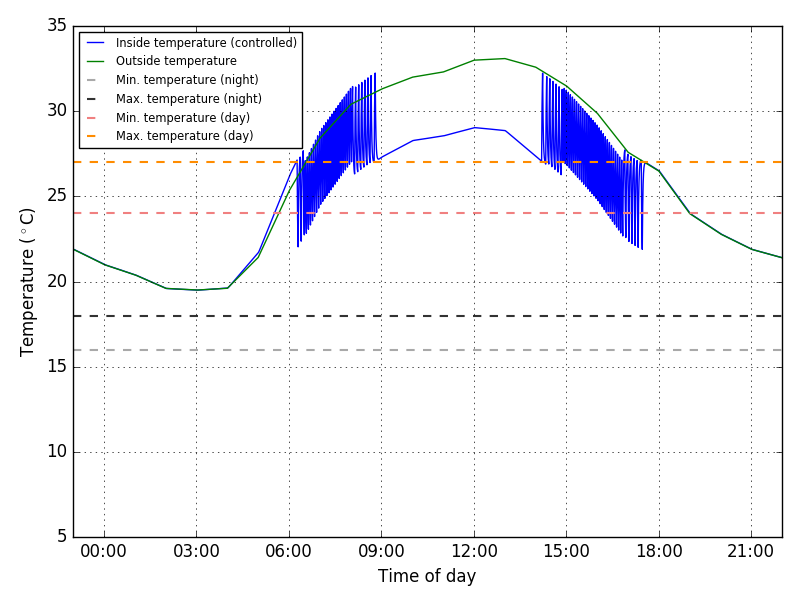 35
30
25
20
15
10
5
Temperature (°C)
Inside temperature (controlled)
Outside temperature
Min. temperature (night)
Max. temperature (night)
Min. temperature (day)
Max. temperature (day)
00:00 03:00 06:00 09:00 12:00 15:00 18:00 21:00
Time of day